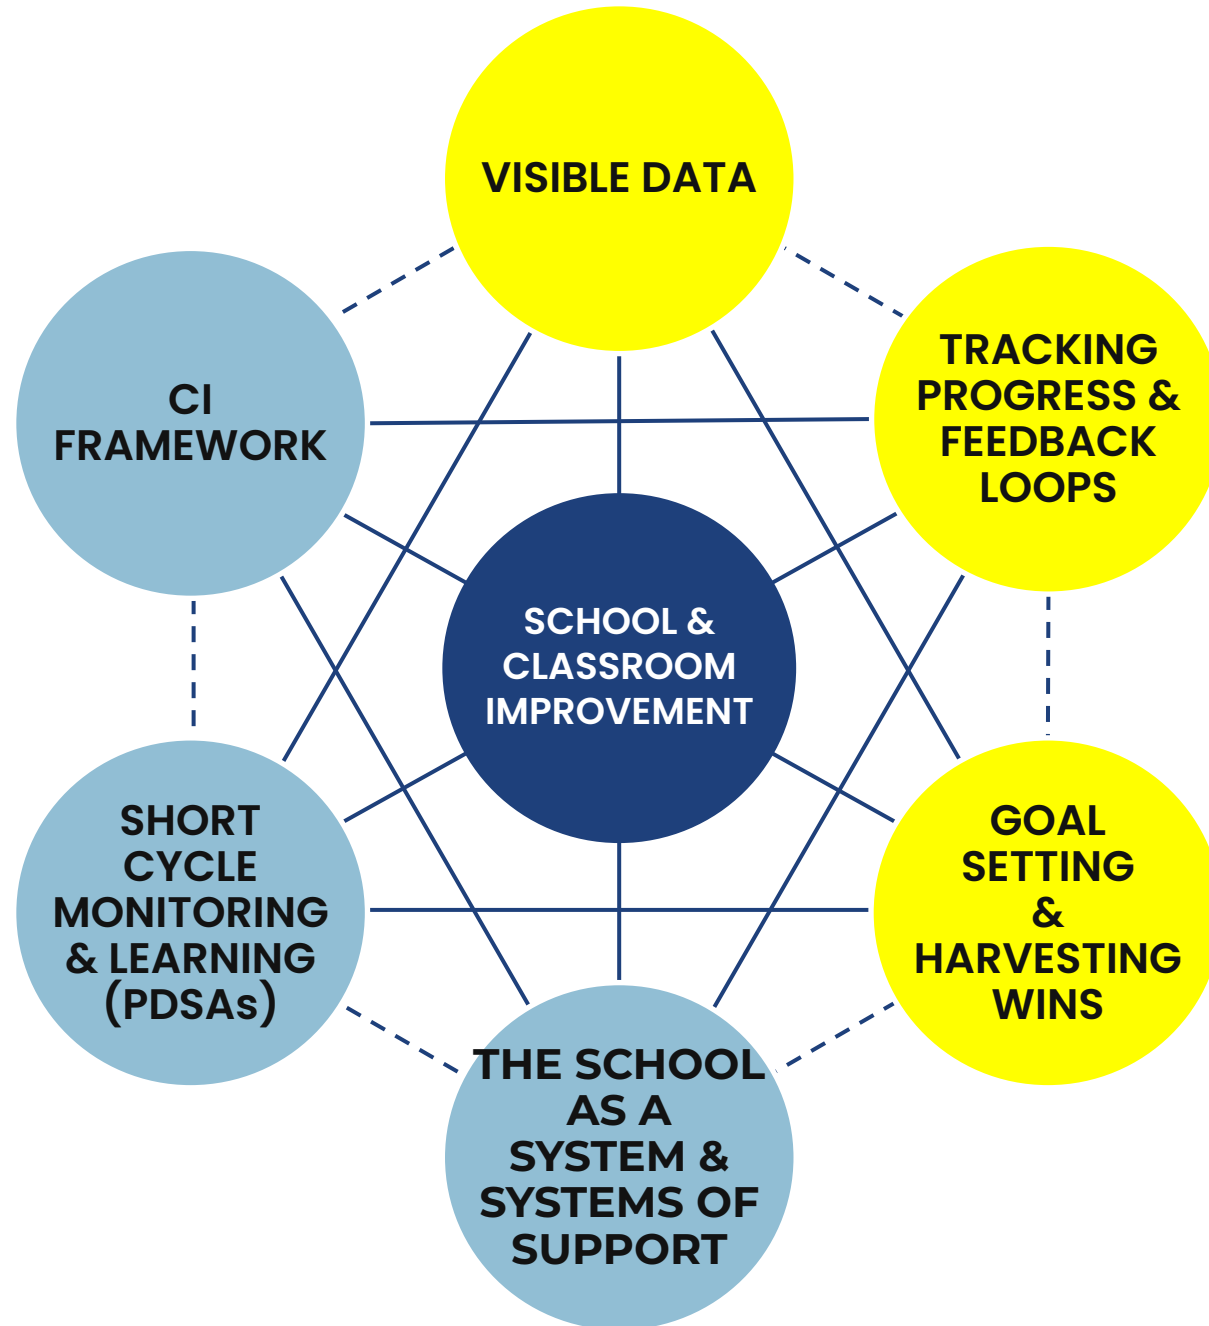 VISIBLE DATA
TRACKING
PROGRESS &
FEEDBACK
LOOPS
CI
FRAMEWORK
SCHOOL &
CLASSROOM
IMPROVEMENT
SHORT
CYCLE
MONITORING
& LEARNING
(PDSAs)
GOAL
SETTING
&
HARVESTING
WINS
THE SCHOOL
AS A
SYSTEM &
SYSTEMS OF
SUPPORT